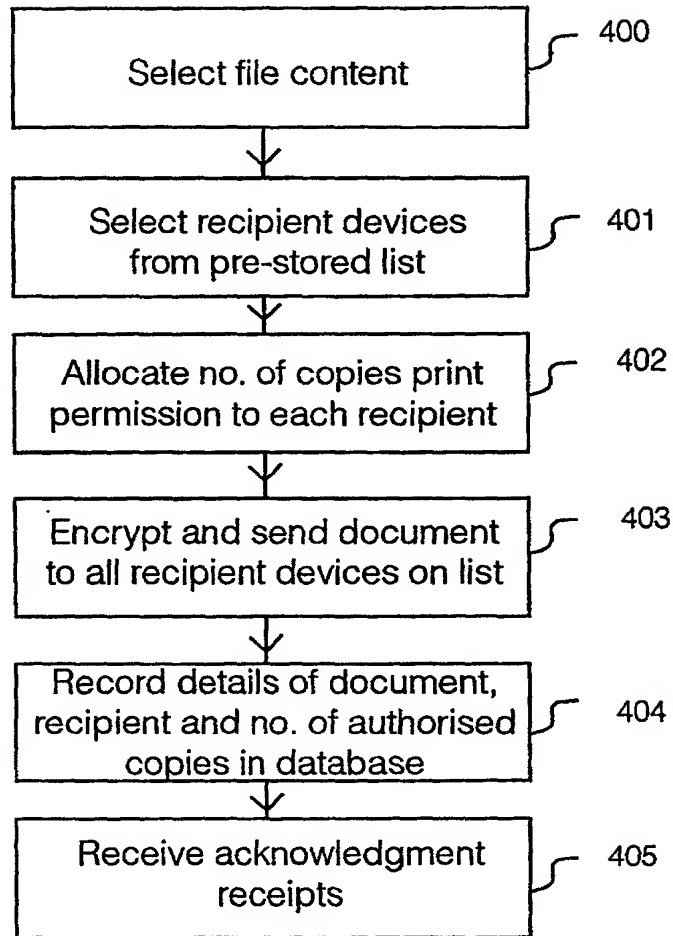 400
Select file content
401
Select recipient devices
from pre-stored list
402
Allocate no. of copies print
permission to each recipient
403
Encrypt and send document
to all recipient devices on list
404
Record details of document,
recipient and no. of authorised
copies in database
405
Receive acknowledgment
receipts